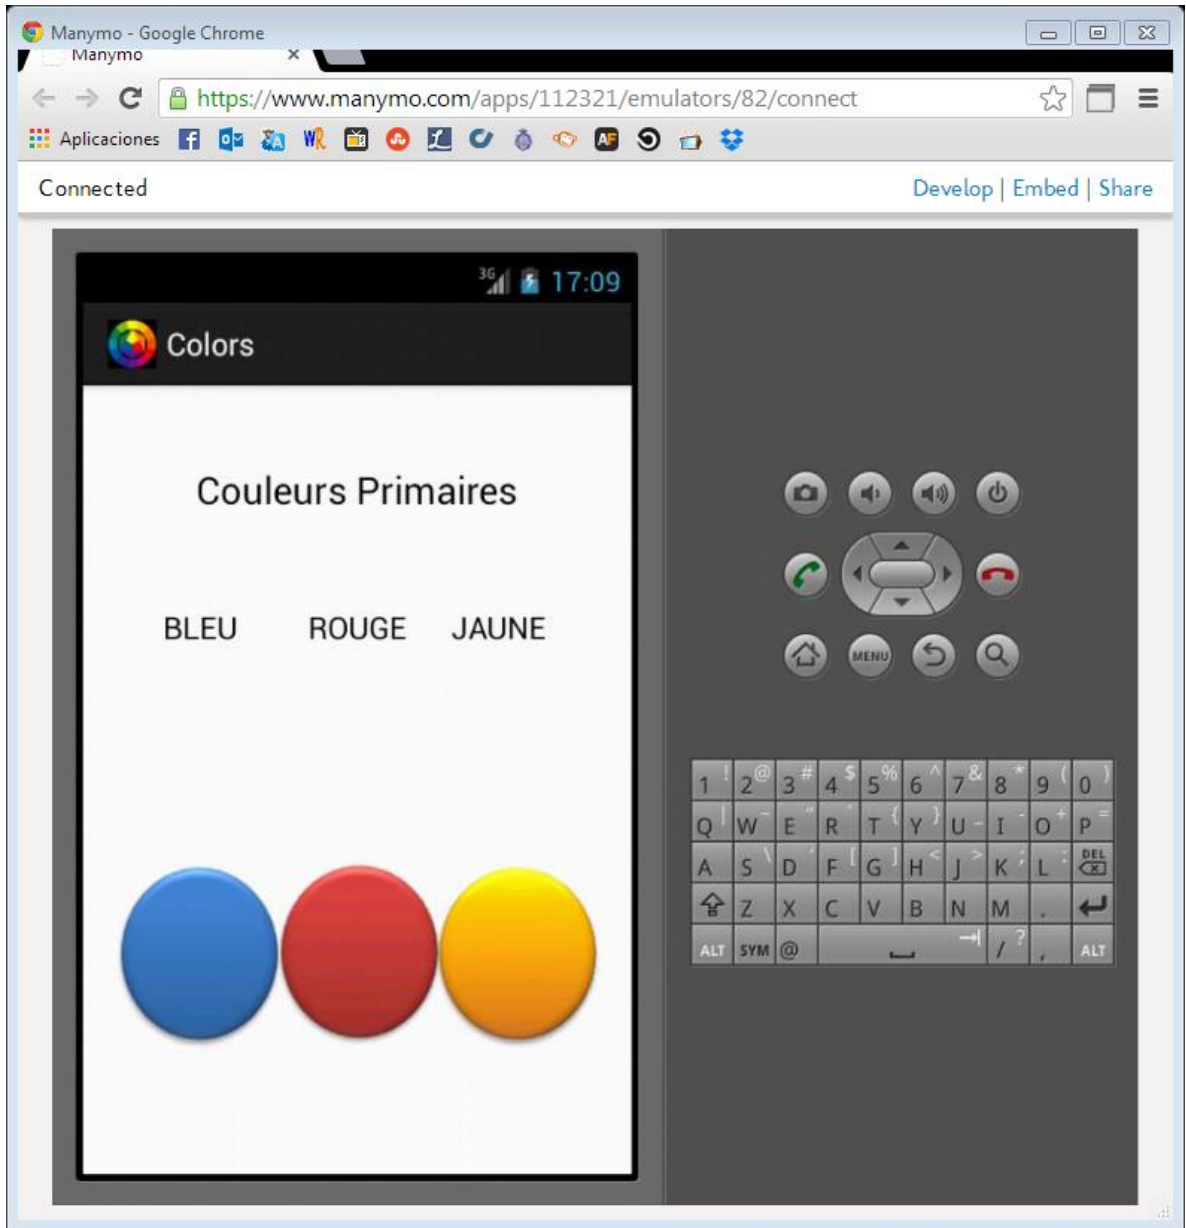 Manymo - Google Chrome
Manymo
https://www.manymo.com/apps/112321/emulators/82/connect
Aplicaciones
Connected
Develop | Embed | Share
3G 17:09
Colors
Couleurs Primaires
BLEU ROUGE JAUNE
MENU
1 ! 2 @ 3 # 4 $ 5 % 6 ^ 7 & 8 * 9 ( 0 )
Q | W ~ E " R ` T { Y } U _ I - O + P =
A S \ D ' F [ G ] H < J > K ; L : DEL
Z X C V B N M .
ALT SYM @ / ? , ALT